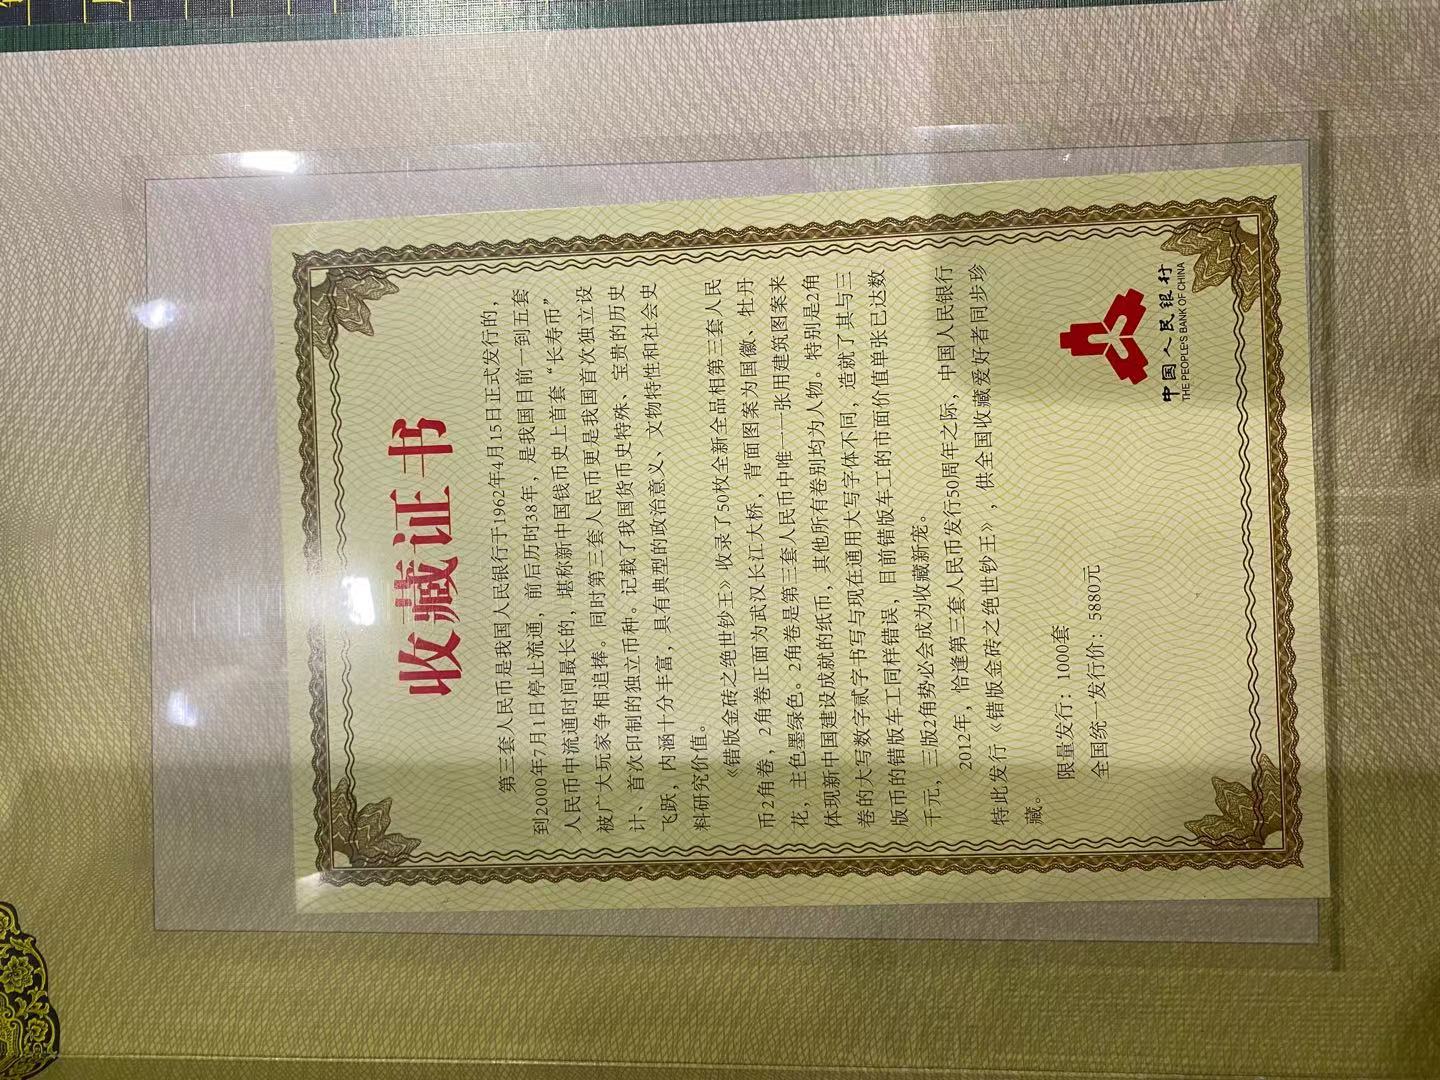 收藏证书
第三套人民币是我国人民银行于1962年4月15日正式发行的，
到2000年7月1日停止流通，前后历时38年，是我国目前一到五套
人民币中流通时间最长的，堪称新中国钱币史上首套“长寿币”
被广大玩家争相追捧。同时第三套人民币更是我国首次独立设
计、首次印制的独立币种。记载了我国货币史特殊、宝贵的历史
飞跃，内涵十分丰富，具有典型的政治意义、文物特性和社会史
料研究价值。
《错版金砖之绝世钞王》收录了50枚全新全品相第三套人民
币2角卷，2角卷正面为武汉长江大桥，背面图案为国徽、牡丹
花，主色墨绿色。2角卷是第三套人民币中唯一一张用建筑图案来
体现新中国建设成就的纸币，其他所有卷别均为人物。特别是2角
卷的大写数字贰字书写与现在通用大写字体不同，造就了其与三
版币的错版车工同样错误，目前错版车工的市面价值单张已达数
千元，三版2角势必会成为收藏新宠。
2012年，恰逢第三套人民币发行50周年之际，中国人民银行
特此发行《错版金砖之绝世钞王》，供全国收藏爱好者同步珍
藏。
限量发行：1000套
全国统一发行价：5880元
中国人民银行
THE PEOPLE'S BANK OF CHINA